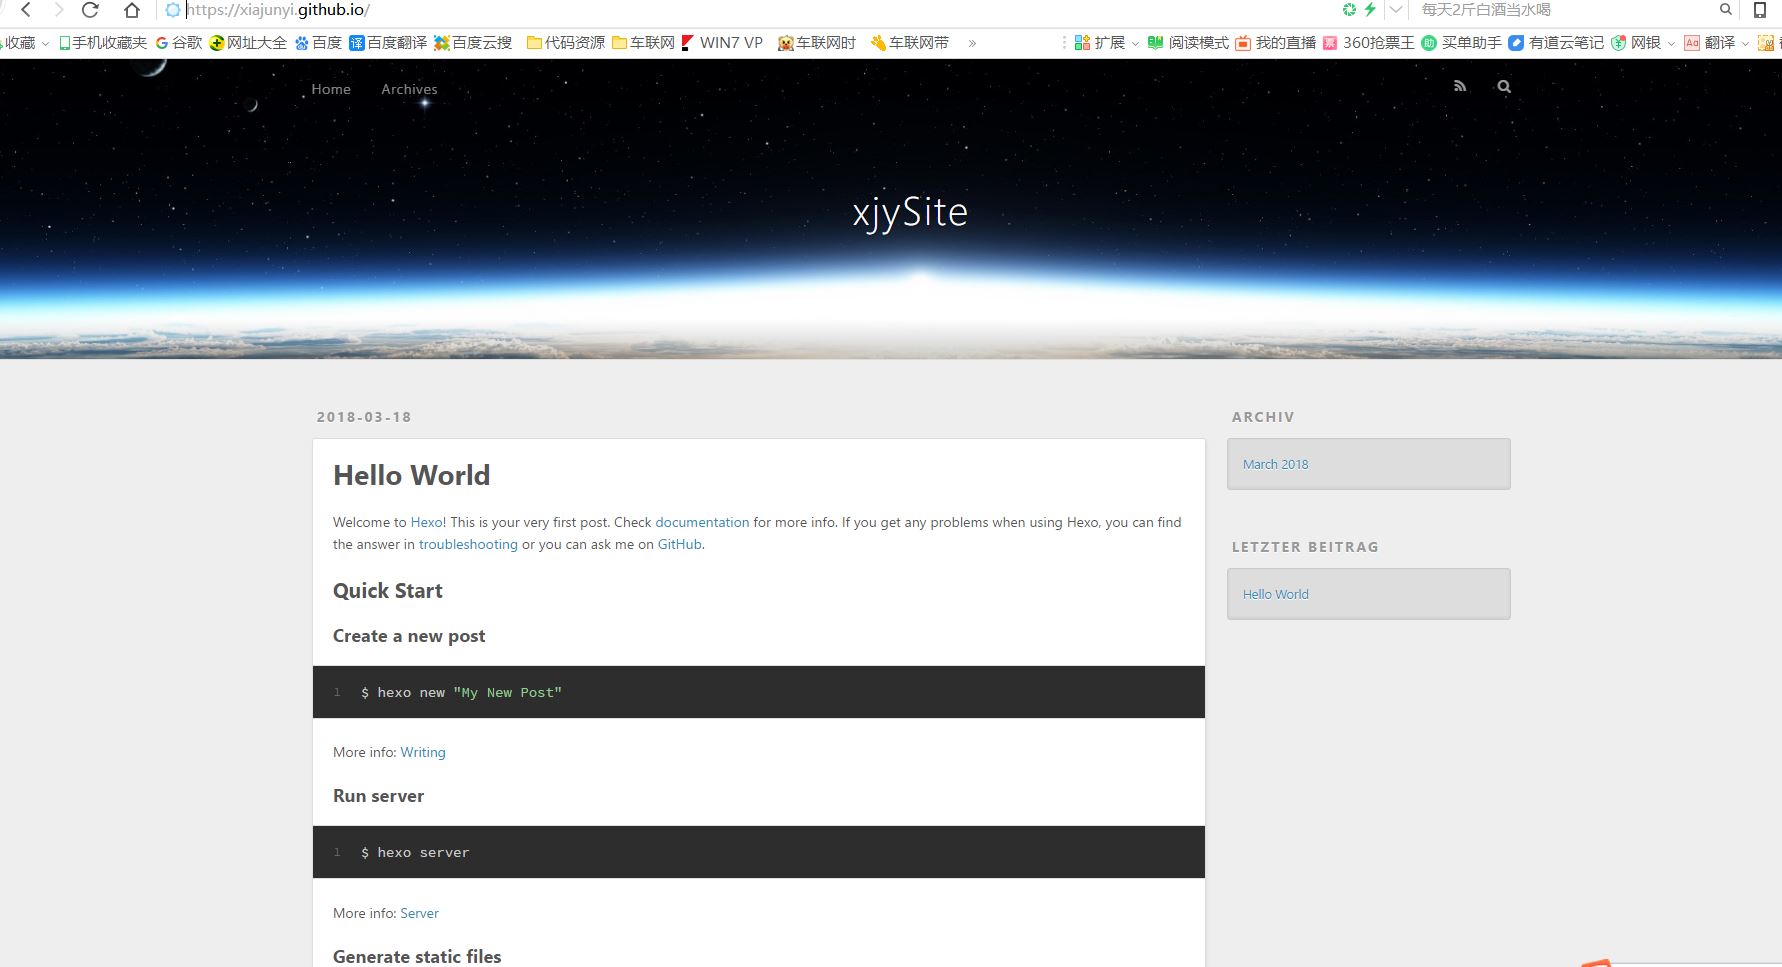 https://xiajunyi.github.io/
每天2斤白酒当水喝
收藏 手机收藏夹 谷歌 网址大全 百度 百度翻译 百度云搜 代码资源 车联网 WIN7 VP 车联网时 车联网带 » 扩展 阅读模式 我的直播 360抢票王 买单助手 有道云笔记 网银 翻译
Home Archives
xjySite
2018-03-18
Hello World
Welcome to Hexo! This is your very first post. Check documentation for more info. If you get any problems when using Hexo, you can find
the answer in troubleshooting or you can ask me on GitHub.
Quick Start
Create a new post
1 $ hexo new "My New Post"
More info: Writing
Run server
1 $ hexo server
More info: Server
Generate static files
ARCHIV
March 2018
LETZTER BEITRAG
Hello World